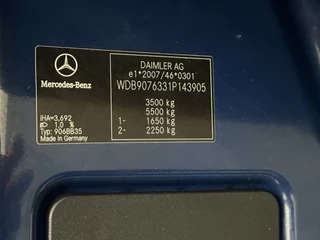 DAIMLER AG
e1*2007/46*0301
Mercedes-Benz
WDB9076331P143905
3500 kg
5500 kg
1- 1650 kg
2- 2250 kg
iHA=3,692
1,0 %
Typ: 906BB35
Made in Germany